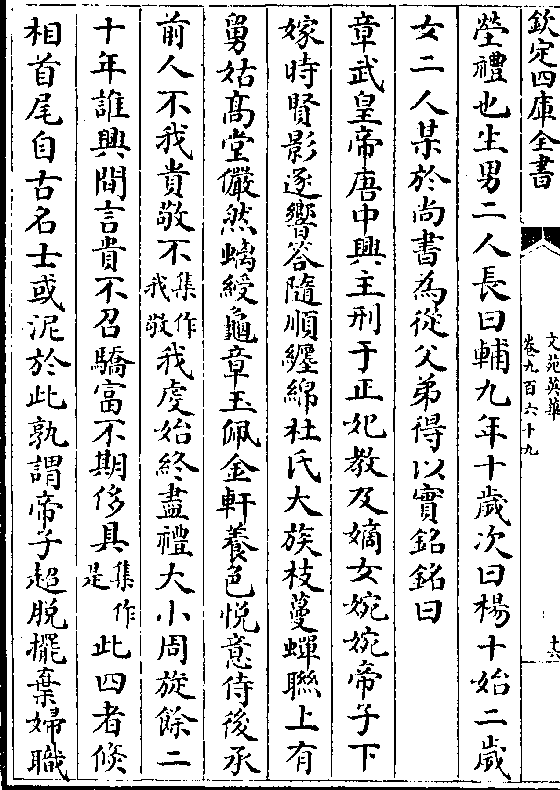 欽定四庫全書
文苑英華
卷九百六十九
十六
塋禮也生男二人長曰輔九年十歲次曰楊十始二歲
女二人某於尚書為從父弟得以實銘銘曰
章武皇帝唐中興主刑于正妃教及嫡女婉婉帝子下
嫁時賢影逐響答隨順纒綿杜氏大族枝蔓蟬聯上有
舅姑髙堂儼然螭綬龜章玉佩金軒養色悦意侍後承
前人不我貴敬不集作我敬我虔始終盡禮大小周旋餘二
十年誰興間言貴不召驕富不期侈具集作是此四者倐
相首尾自古名士或泥於此孰謂帝子超脱擺棄婦職